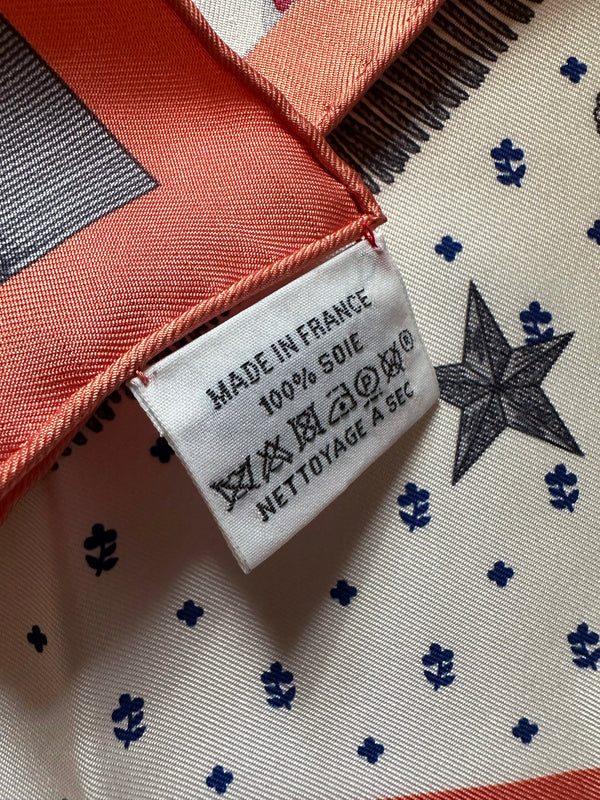 MADE IN FRANCE
100% SOIE
P ®
NETTOYAGE À SEC